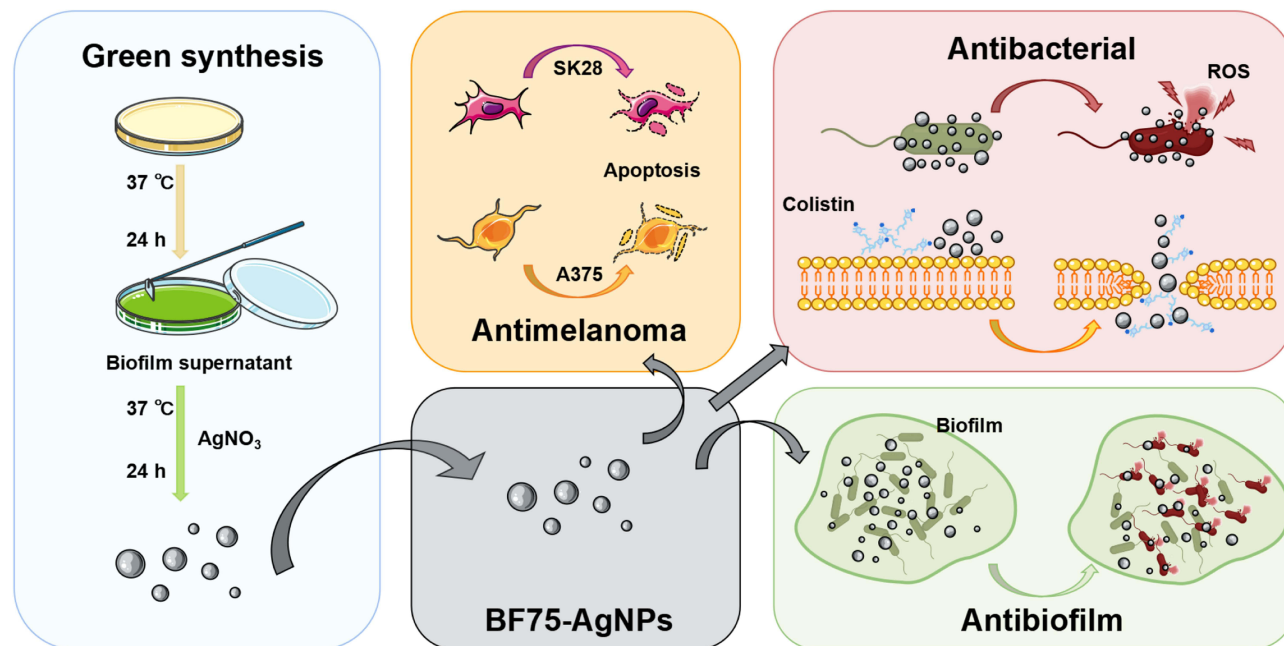 Green synthesis
37 °C
24 h
Biofilm supernatant
37 °C
AgNO₃
24 h
SK28
Apoptosis
A375
Antimelanoma
BF75-AgNPs
Antibacterial
ROS
Colistin
Biofilm
Antibiofilm